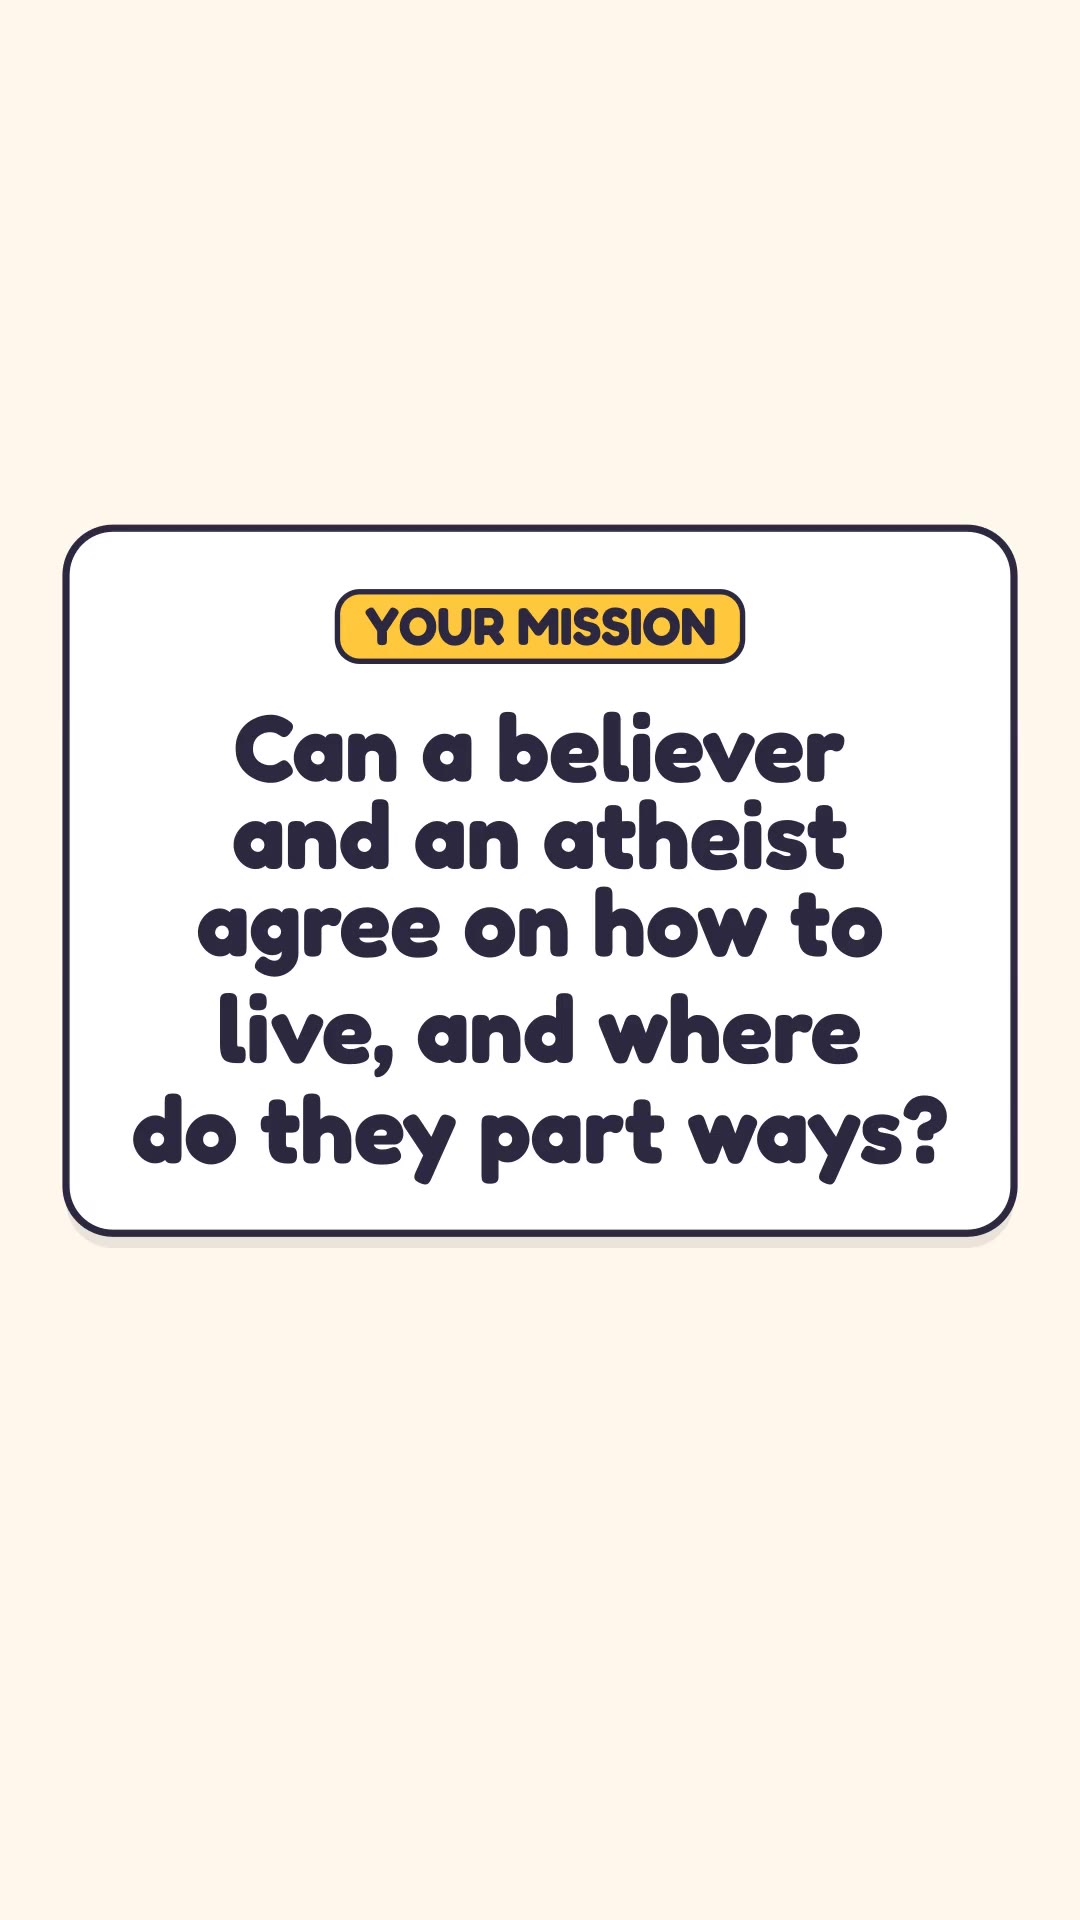 YOUR MISSION
Can a believer
and an atheist
agree on how to
live, and where
do they part ways?